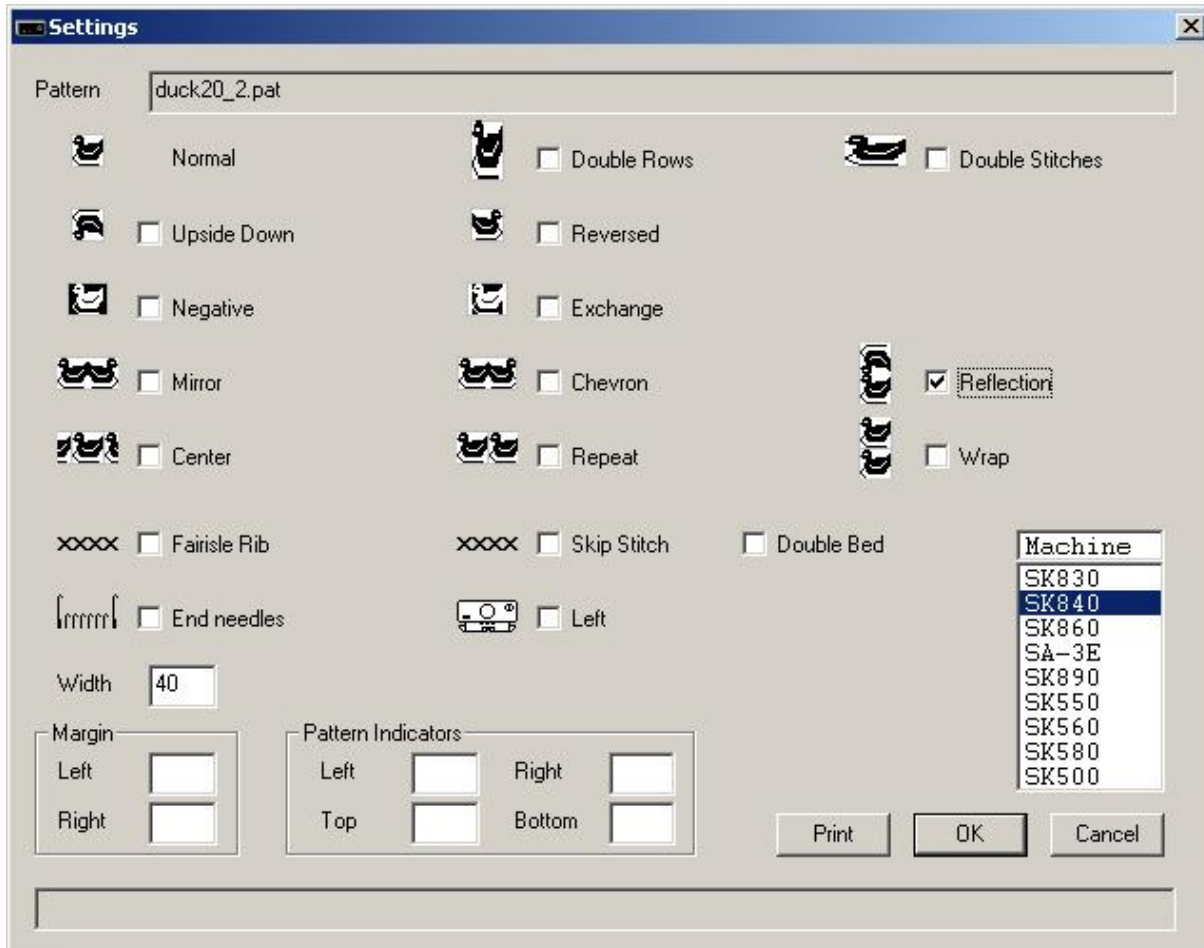 Settings
Pattern duck20_2.pat
Normal Double Rows Double Stitches
Upside Down Reversed
Negative Exchange
Mirror Chevron Reflection
Center Repeat Wrap
Fairisle Rib Skip Stitch Double Bed Machine
SK830
SK840
End needles Left SK860
SA-3E
Width 40 SK890
SK550
Margin Pattern Indicators SK560
Left Left Right SK580
SK500
Right Top Bottom Print OK Cancel